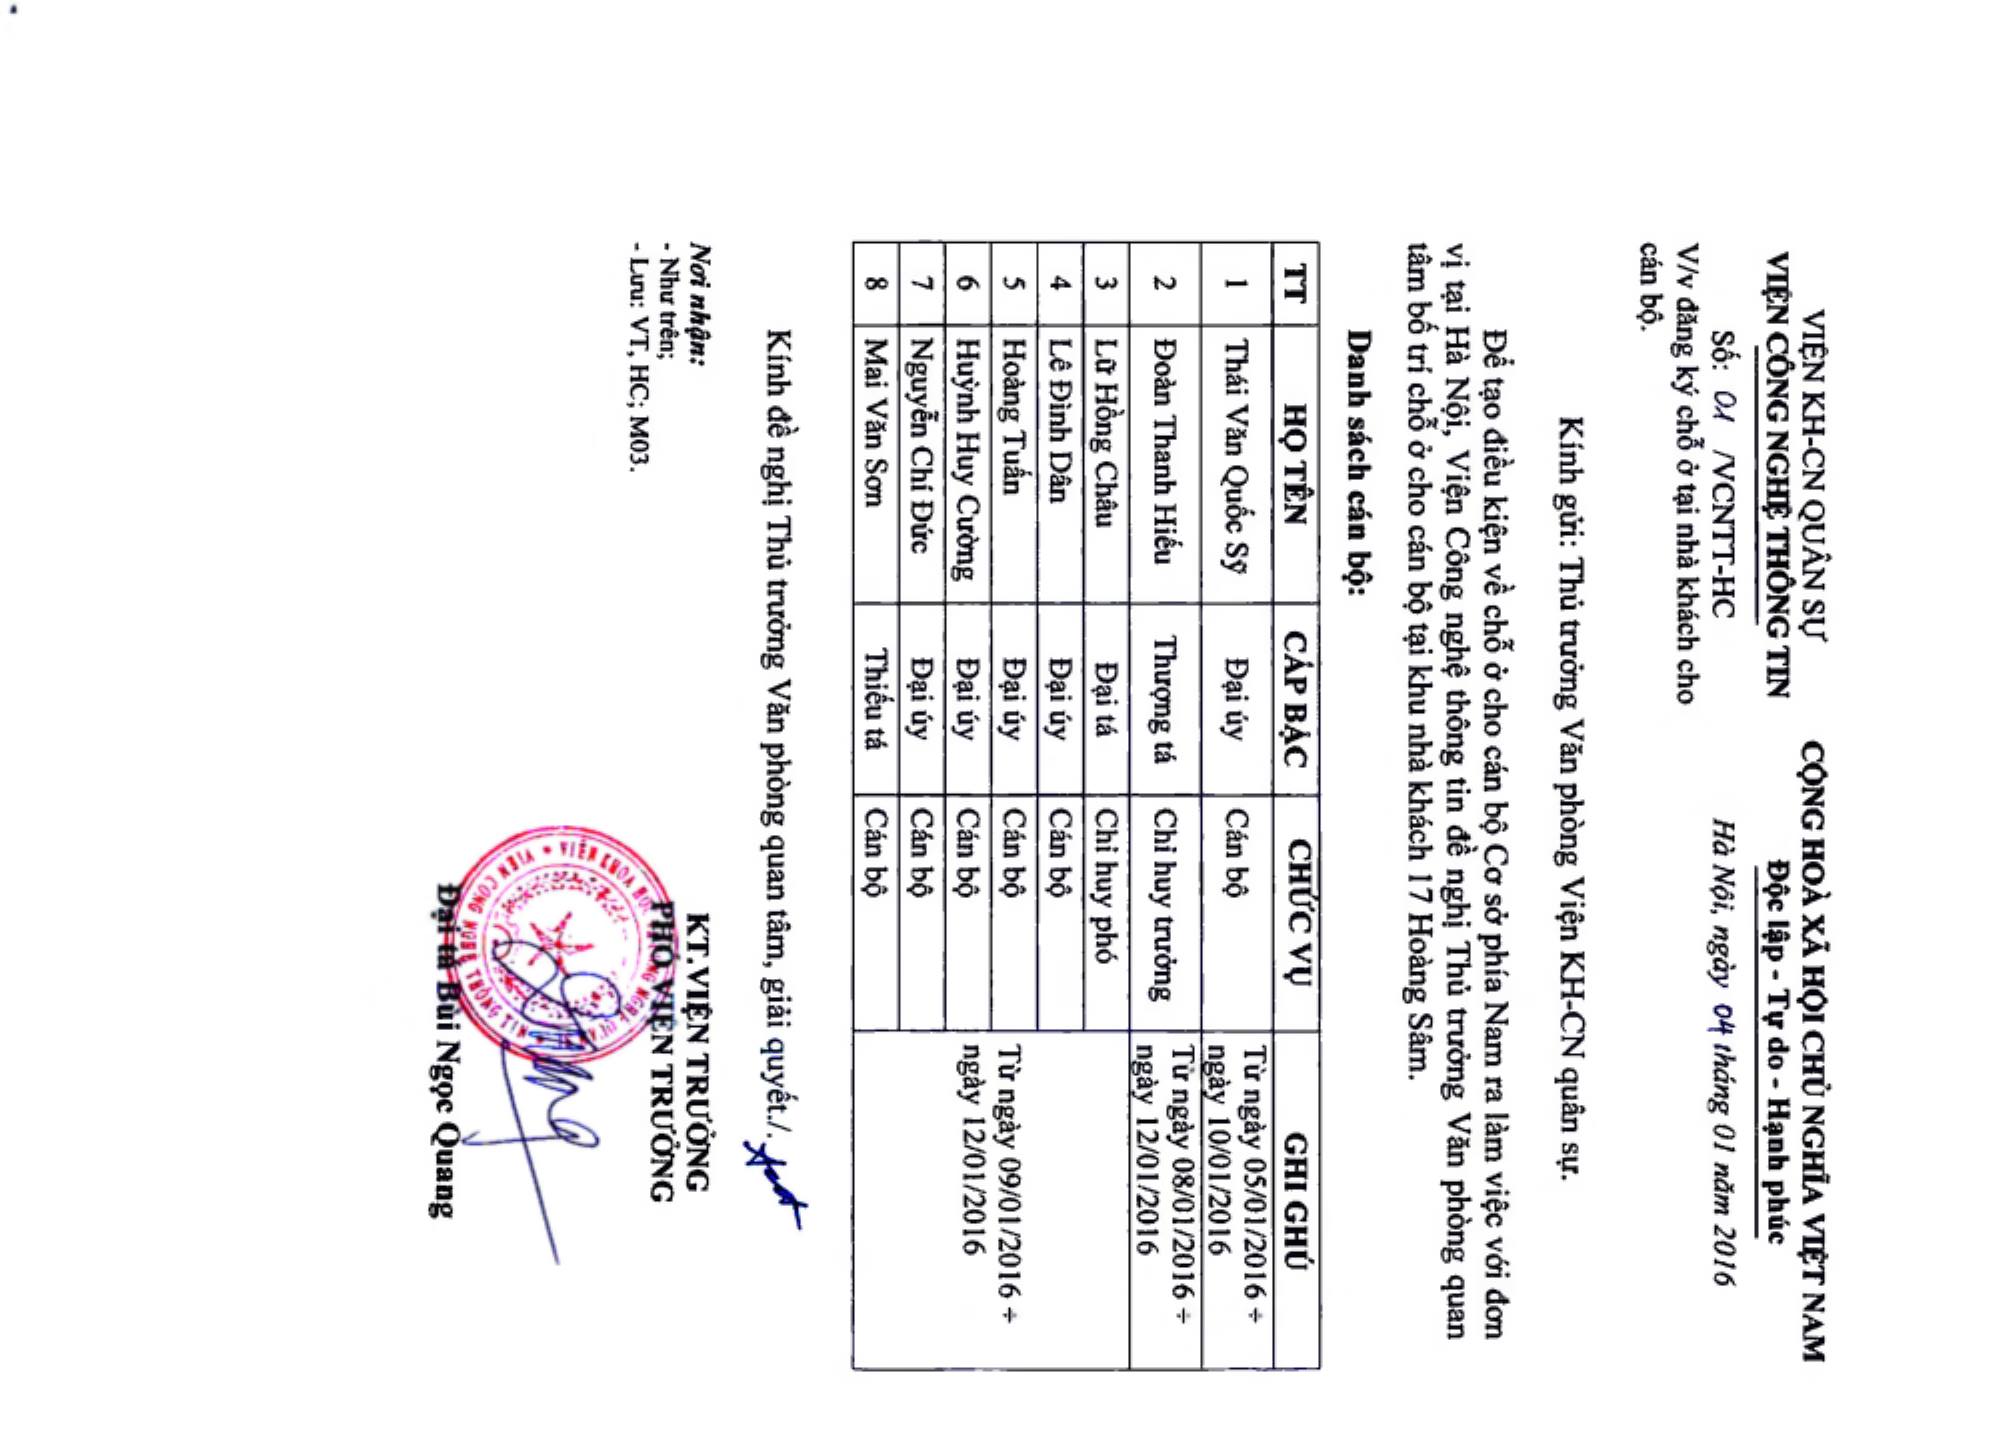 VIỆN KH-CN QUÂN SỰ
VIỆN CÔNG NGHỆ THÔNG TIN
Số: 01 /VCNTT-HC
V/v đăng ký chỗ ở tại nhà khách cho
cán bộ.
CỘNG HOÀ XÃ HỘI CHỦ NGHĨA VIỆT NAM
Độc lập - Tự do - Hạnh phúc
Hà Nội, ngày 04 tháng 01 năm 2016
Kính gửi: Thủ trưởng Văn phòng Viện KH-CN quân sự.
Để tạo điều kiện về chỗ ở cho cán bộ Cơ sở phía Nam ra làm việc với đơn
vị tại Hà Nội, Viện Công nghệ thông tin đề nghị Thủ trưởng Văn phòng quan
tâm bố trí chỗ ở cho cán bộ tại khu nhà khách 17 Hoàng Sâm.
Danh sách cán bộ:
TT HỌ TÊN CẤP BẬC CHỨC VỤ GHI GHÚ
1 Thái Văn Quốc Sỹ Đại úy Cán bộ Từ ngày 05/01/2016 ÷
ngày 10/01/2016
2 Đoàn Thanh Hiếu Thượng tá Chỉ huy trưởng Từ ngày 08/01/2016 ÷
ngày 12/01/2016
3 Lữ Hồng Châu Đại tá Chỉ huy phó
4 Lê Đình Dân Đại úy Cán bộ
5 Hoàng Tuấn Đại úy Cán bộ Từ ngày 09/01/2016 ÷
6 Huỳnh Huy Cường Đại úy Cán bộ ngày 12/01/2016
7 Nguyễn Chí Đức Đại úy Cán bộ
8 Mai Văn Sơn Thiếu tá Cán bộ
Kính đề nghị Thủ trưởng Văn phòng quan tâm, giải quyết./.
Nơi nhận:
- Như trên;
- Lưu: VT, HC; M03.
KT.VIỆN TRƯỞNG
PHÓ VIỆN TRƯỞNG
Đại tá Bùi Ngọc Quang